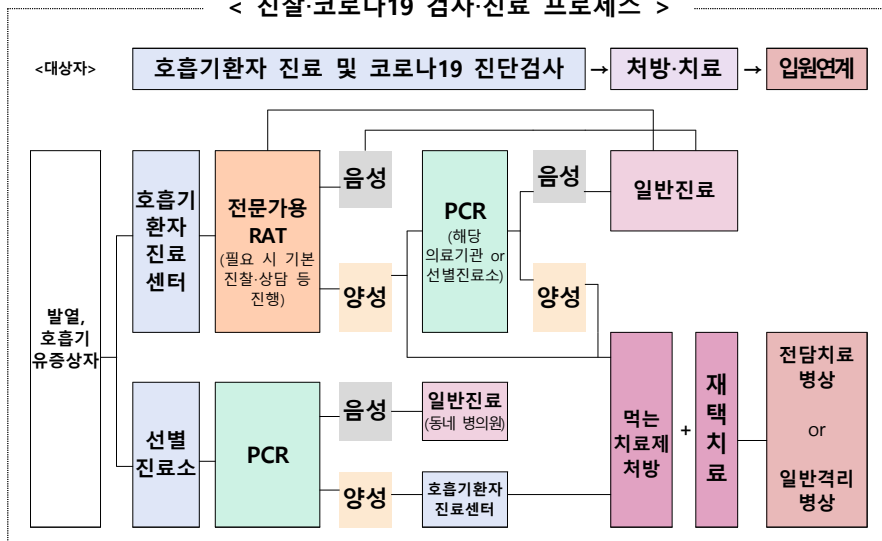 < 진찰·코로나19 검사·진료 프로세스 >
<대상자>
호흡기환자 진료 및 코로나19 진단검사
→
처방·치료
→
입원연계
발열,
호흡기
유증상자
호흡기
환자
진료
센터
전문가용
RAT
(필요 시 기본
진찰·상담 등
진행)
음성
양성
PCR
(해당
의료기관 or
선별진료소)
음성
양성
일반진료
선별
진료소
PCR
음성
양성
일반진료
(동네 병의원)
호흡기환자
진료센터
먹는
치료제
처방
+
재
택
치
료
전담치료
병상
or
일반격리
병상